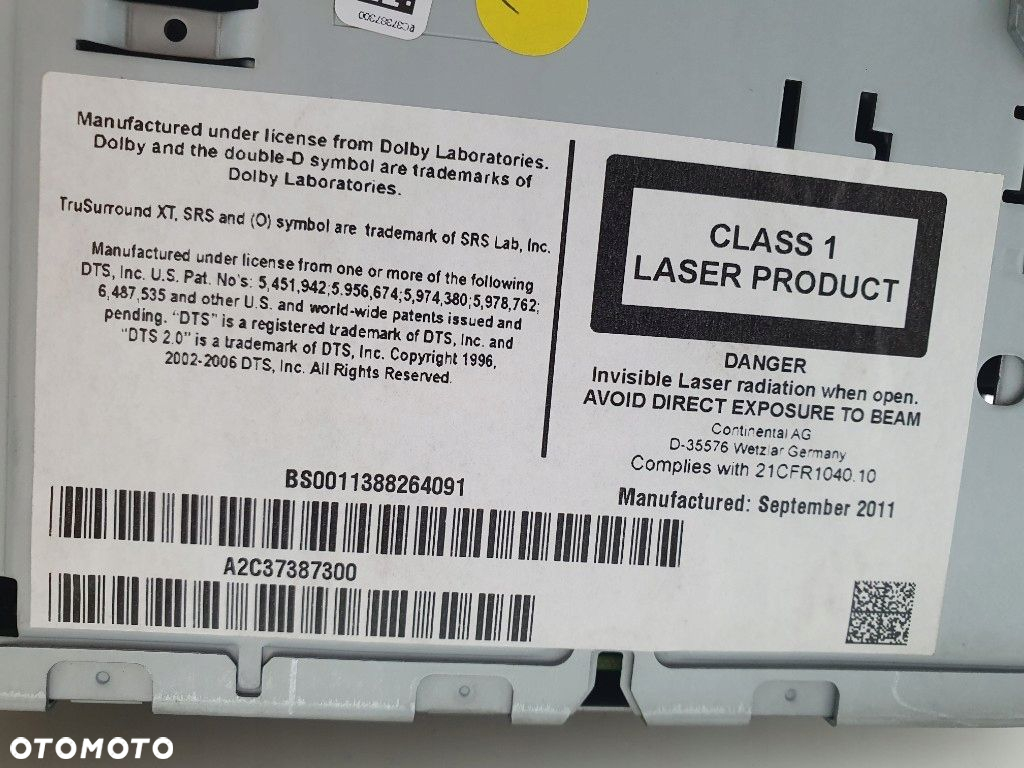 A2C37387300
Manufactured under license from Dolby Laboratories.
Dolby and the double-D symbol are trademarks of
Dolby Laboratories.
TruSurround XT, SRS and (O) symbol are trademark of SRS Lab, Inc.
Manufactured under license from one or more of the following
DTS, Inc. U.S. Pat. No's: 5,451,942;5,956,674;5,974,380;5,978,762;
6,487,535 and other U.S. and world-wide patents issued and
pending. "DTS" is a registered trademark of DTS, Inc. and
"DTS 2.0" is a trademark of DTS, Inc. Copyright 1996,
2002-2006 DTS, Inc. All Rights Reserved.
CLASS 1
LASER PRODUCT
DANGER
Invisible Laser radiation when open.
AVOID DIRECT EXPOSURE TO BEAM
Continental AG
D-35576 Wetzlar Germany
Complies with 21CFR1040.10
Manufactured: September 2011
BS0011388264091
A2C37387300
OTOMOTO